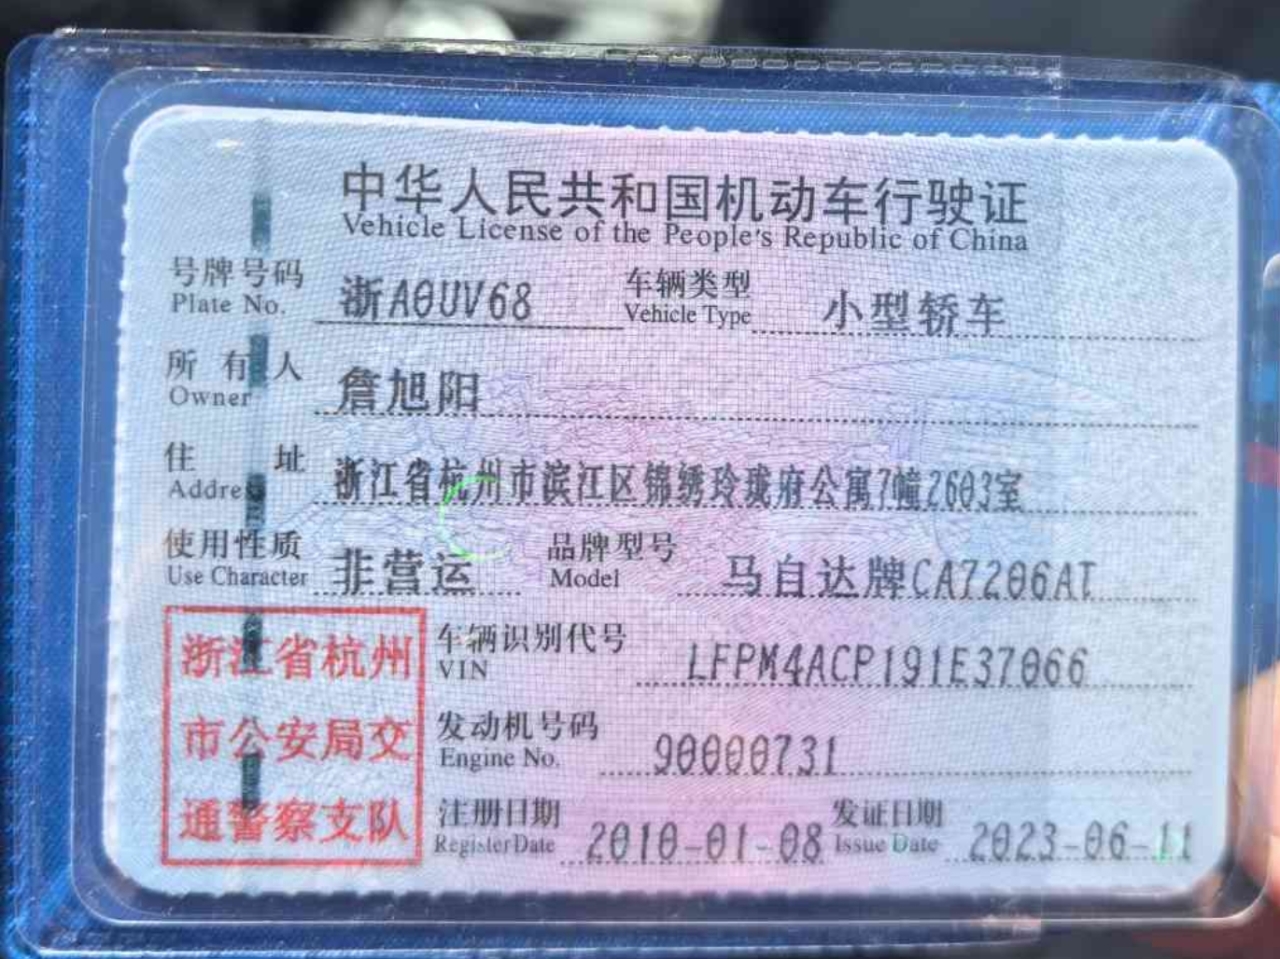 中华人民共和国机动车行驶证
Vehicle License of the People's Republic of China
号牌号码 浙A0UV68 车辆类型 小型轿车
Plate No. Vehicle Type
所有人 詹旭阳
Owner
住址 浙江省杭州市滨江区锦绣玲珑府公寓7幢2603室
Addre
使用性质 非营运 品牌型号 马自达牌CA7206AT
Use Character Model
浙江省杭州
市公安局交
通警察支队
车辆识别代号 LFPM4ACP191E37066
VIN
发动机号码 90000731
Engine No.
注册日期 2010-01-08 发证日期 2023-06-11
Register Date Issue Date